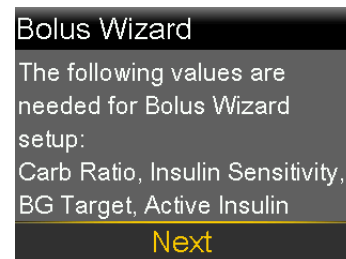 Bolus Wizard
The following values are
needed for Bolus Wizard
setup:
Carb Ratio, Insulin Sensitivity,
BG Target, Active Insulin
Next